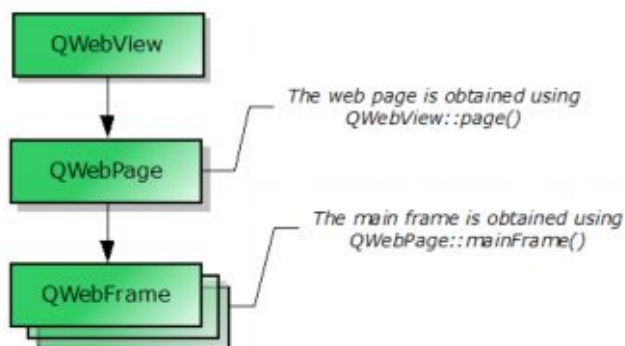 QWebView
The web page is obtained using
QWebView::page()
QWebPage
The main frame is obtained using
QWebPage::mainFrame()
QWebFrame